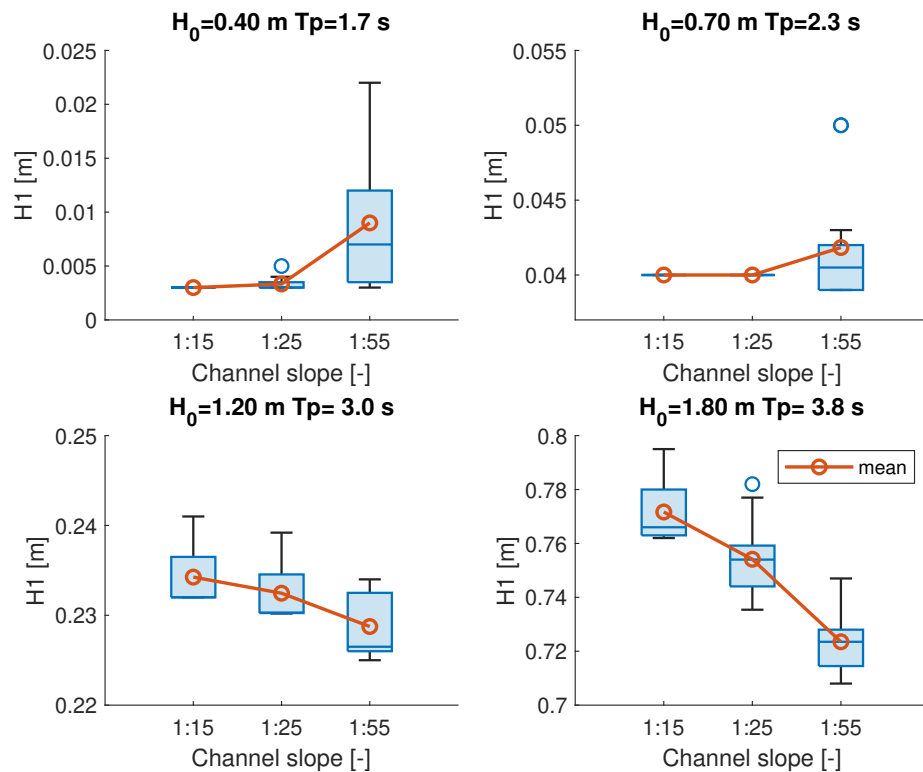 H0=0.40 m Tp=1.7 s
0.025
0.02
0.015
0.01
0.005
0
H1 [m]
1:15 1:25 1:55
Channel slope [-]
H0=0.70 m Tp=2.3 s
0.055
0.05
0.045
0.04
H1 [m]
1:15 1:25 1:55
Channel slope [-]
H0=1.20 m Tp= 3.0 s
0.25
0.24
0.23
0.22
H1 [m]
1:15 1:25 1:55
Channel slope [-]
H0=1.80 m Tp= 3.8 s
0.8
0.78
0.76
0.74
0.72
0.7
H1 [m]
mean
1:15 1:25 1:55
Channel slope [-]